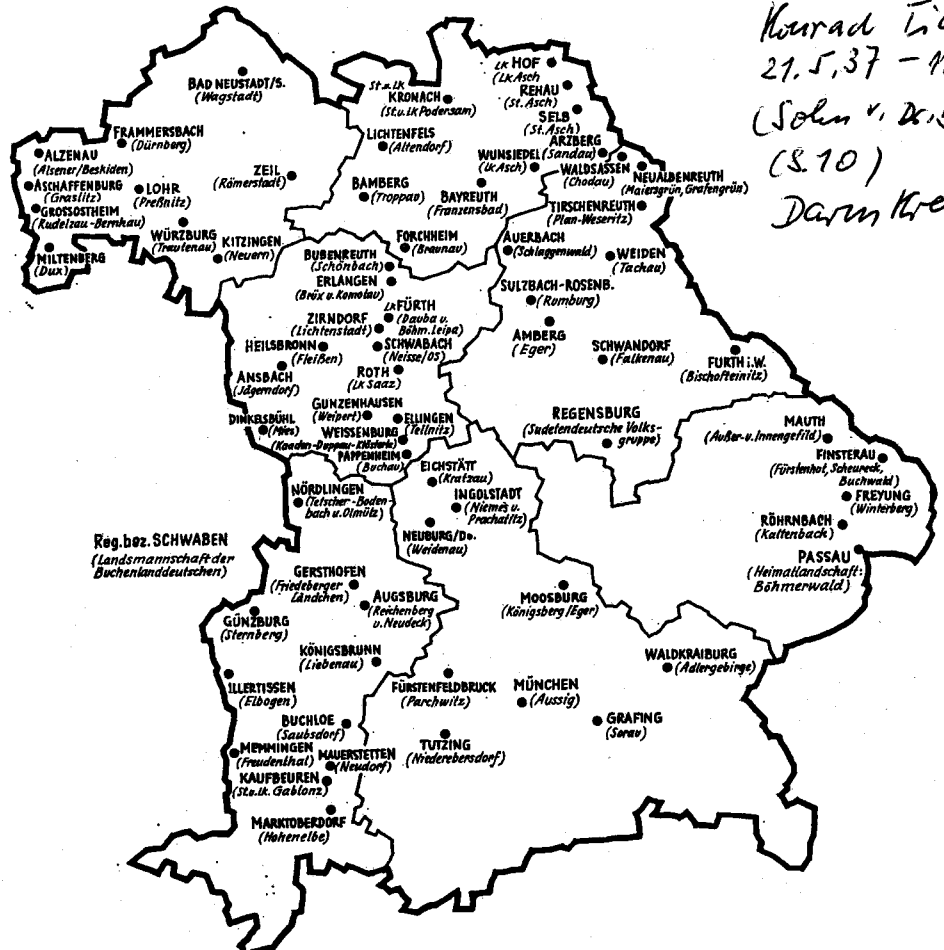 Konrad
21.5.37 -
(Sohn v. Dr.
(S.10)
BAD NEUSTADT/S.
(Wagstadt)
St.u.LK
KRONACH
(St.u.LK Podersam)
LK HOF
(LK Asch)
REHAU
(St. Asch)
SELB
(St. Asch)
LICHTENFELS
(Altendorf)
FRAMMERSBACH
(Dürnberg)
ALZENAU
(Alsener/Beskiden)
ASCHAFFENBURG
(Graslitz)
GROSSOSTHEIM
(Rudelzau-Bernhau)
LOHR
(Preßnitz)
ZEIL
(Römerstadt)
BAMBERG
(Troppau)
WUNSIEDEL
(LK Asch)
BAYREUTH
(Franzensbad)
ARZBERG
(Sandau)
WALDSASSEN
(Chodau)
NEUALBENREUTH
(Maiersgrün, Grafengrün)
TIRSCHENREUTH
(Plan-Weseritz)
MILTENBERG
(Dux)
WÜRZBURG
(Trautenau)
KITZINGEN
(Neuern)
FORCHHEIM
(Braunau)
AUERBACH
(Schlaggenwald)
WEIDEN
(Tachau)
BUBENREUTH
(Schönbach)
ERLANGEN
(Brüx u. Komotau)
SULZBACH-ROSENB.
(Rumburg)
LK FÜRTH
(Dauba u.
Böhm. Leipa)
ZIRNDORF
(Lichtenstadt)
AMBERG
(Eger)
HEILSBRONN
(Fleißen)
SCHWABACH
(Neisse/OS)
SCHWANDORF
(Falkenau)
FURTH i.W.
(Bischofteinitz)
ANSBACH
(Jägerndorf)
ROTH
(LK Saaz)
GUNZENHAUSEN
(Weipert)
ELLINGEN
(Tellnitz)
DINKELSBÜHL
(Mies)
WEISSENBURG
(Kaaden-Duppau-Klösterle)
PAPPENHEIM
(Buchau)
REGENSBURG
(Sudetendeutsche Volks-
gruppe)
MAUTH
(Außer-u. Innengefild)
FINSTERAU
(Fürstenhut, Scheureck,
Buchwald)
FREYUNG
(Winterberg)
RÖHRNBACH
(Kaltenbach)
PASSAU
(Heimatlandschaft:
Böhmerwald)
EICHSTÄTT
(Kratzau)
INGOLSTADT
(Niemes u.
Prachatitz)
NEUBURG/Do.
(Weidenau)
NÖRDLINGEN
(Tetschen-Boden-
bach u. Olmütz)
Reg.bez. SCHWABEN
(Landsmannschaft der
Buchenlanddeutschen)
GERSTHOFEN
(Friedeberger
Ländchen)
AUGSBURG
(Reichenberg
u. Neudeck)
MOOSBURG
(Königsberg/Eger)
GÜNZBURG
(Sternberg)
KÖNIGSBRUNN
(Liebenau)
WALDKRAIBURG
(Adlergebirge)
ILLERTISSEN
(Elbogen)
FÜRSTENFELDBRUCK
(Parchwitz)
MÜNCHEN
(Aussig)
GRAFING
(Sorau)
BUCHLOE
(Saubsdorf)
TUTZING
(Niederebersdorf)
MEMMINGEN
(Freudenthal)
MAUERSTETTEN
(Neudorf)
KAUFBEUREN
(St.u.LK. Gablonz)
MARKTOBERDORF
(Hohenelbe)